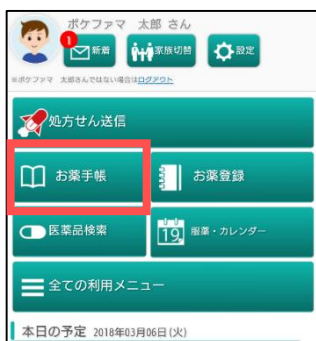 ポケファマ 太郎 さん
1
新着
家族切替
設定
※ポケファマ 太郎さんではない場合はログアウト
処方せん送信
お薬手帳
お薬登録
医薬品検索
19
服薬・カレンダー
全ての利用メニュー
本日の予定 2018年03月06日(火)